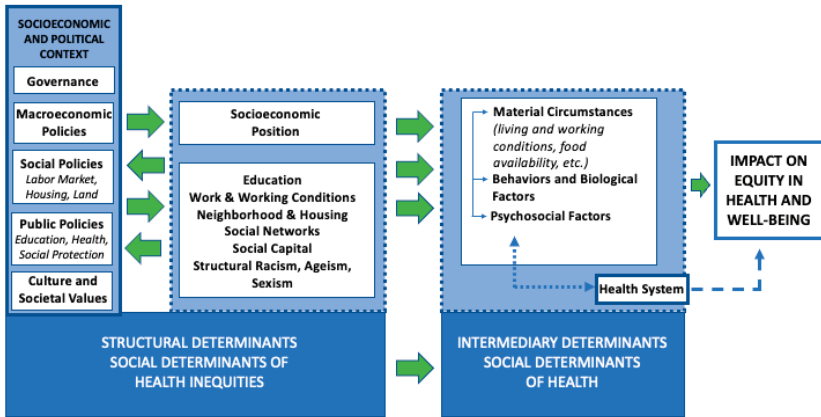 SOCIOECONOMIC
AND POLITICAL
CONTEXT
Governance
Macroeconomic
Policies
Social Policies
Labor Market,
Housing, Land
Public Policies
Education, Health,
Social Protection
Culture and
Societal Values
Socioeconomic
Position
Education
Work & Working Conditions
Neighborhood & Housing
Social Networks
Social Capital
Structural Racism, Ageism,
Sexism
Material Circumstances
(living and working
conditions, food
availability, etc.)
Behaviors and Biological
Factors
Psychosocial Factors
Health System
IMPACT ON
EQUITY IN
HEALTH AND
WELL-BEING
STRUCTURAL DETERMINANTS
SOCIAL DETERMINANTS OF
HEALTH INEQUITIES
INTERMEDIARY DETERMINANTS
SOCIAL DETERMINANTS
OF HEALTH